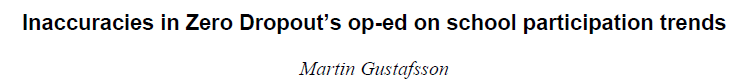 Inaccuracies in Zero Dropout’s op-ed on school participation trends
Martin Gustafsson